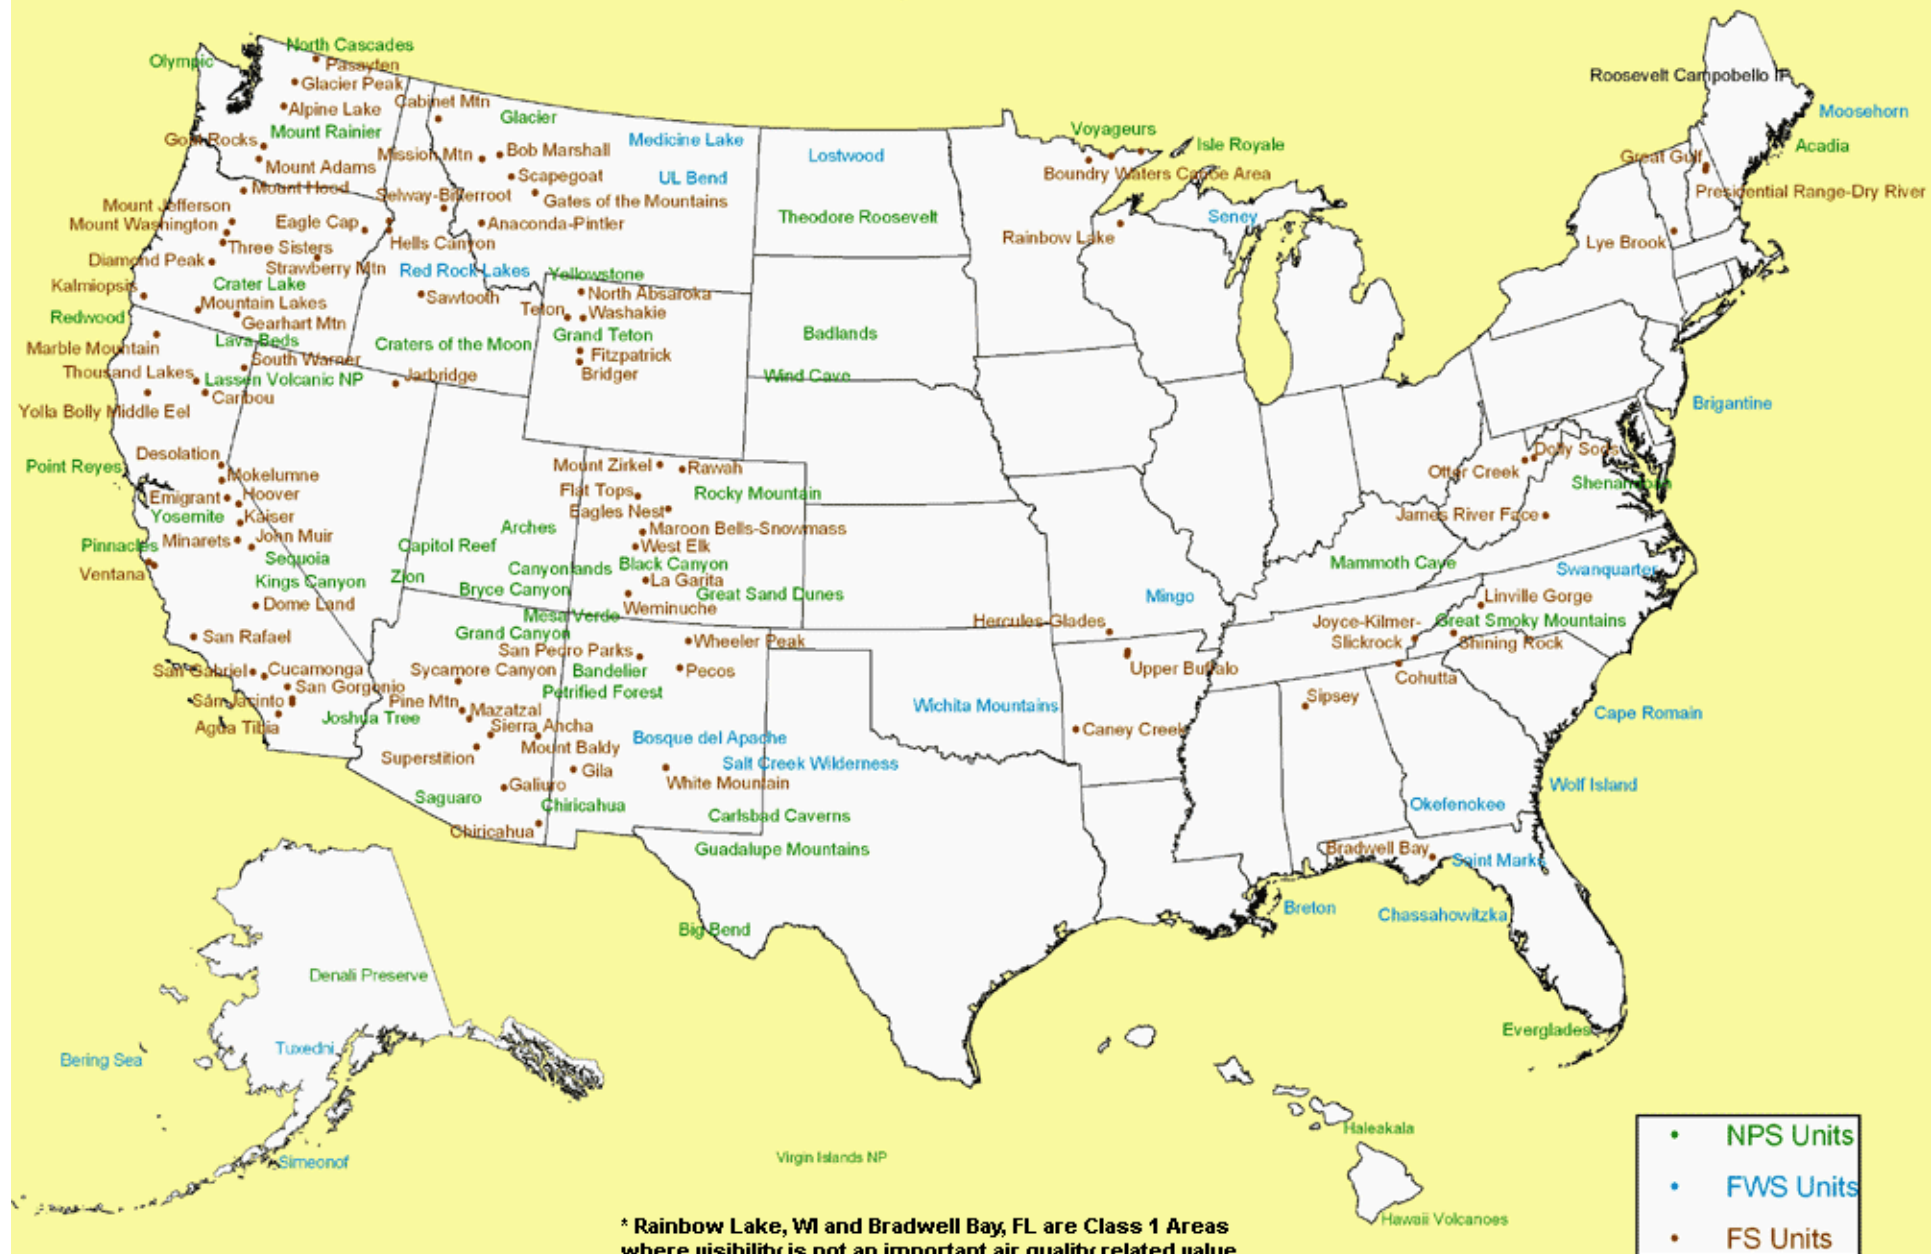 North Cascades
Olympic
Pasayten
Glacier Peak
Alpine Lake
Cabinet Mtn
Glacier
Mount Rainier
Goat Rocks
Mission Mtn
Bob Marshall
Medicine Lake
Lostwood
Voyageurs
Isle Royale
Roosevelt Campobello IP
Moosehorn
Acadia
Great Gulf
Presidential Range-Dry River
Mount Adams
Scapegoat
UL Bend
Boundry Waters Canoe Area
Mount Hood
Selway-Bitterroot
Gates of the Mountains
Mount Jefferson
Mount Washington
Eagle Cap
Anaconda-Pintler
Theodore Roosevelt
Seney
Rainbow Lake
Lye Brook
Three Sisters
Hells Canyon
Diamond Peak
Strawberry Mtn
Red Rock Lakes
Yellowstone
Kalmiopsis
Crater Lake
Sawtooth
North Absaroka
Mountain Lakes
Teton
Washakie
Redwood
Gearhart Mtn
Lava Beds
Craters of the Moon
Grand Teton
Badlands
Marble Mountain
South Warner
Fitzpatrick
Thousand Lakes
Lassen Volcanic NP
Jarbridge
Bridger
Wind Cave
Caribou
Yolla Bolly Middle Eel
Brigantine
Desolation
Point Reyes
Mokelumne
Mount Zirkel
Rawah
Dolly Sods
Otter Creek
Shenandoah
Emigrant
Hoover
Flat Tops
Rocky Mountain
Yosemite
Kaiser
Eagles Nest
James River Face
Arches
Maroon Bells-Snowmass
Pinnacles
Minarets
John Muir
Capitol Reef
West Elk
Sequoia
Canyonlands
Black Canyon
Mammoth Cave
Swanquarter
Ventana
Kings Canyon
Zion
Bryce Canyon
La Garita
Great Sand Dunes
Mingo
Linville Gorge
Dome Land
Mesa Verde
Weminuche
Hercules-Glades
Joyce-Kilmer-
Slickrock
Great Smoky Mountains
Shining Rock
San Rafael
Grand Canyon
San Pedro Parks
Wheeler Peak
San Gabriel
Cucamonga
Sycamore Canyon
Bandelier
Pecos
Upper Buffalo
Cohutta
San Gorgonio
San Jacinto
Pine Mtn
Petrified Forest
Sipsey
Agua Tibia
Joshua Tree
Mazatzal
Wichita Mountains
Cape Romain
Sierra Ancha
Caney Creek
Superstition
Mount Baldy
Bosque del Apache
Salt Creek Wilderness
Gila
White Mountain
Galiuro
Wolf Island
Saguaro
Chiricahua
Okefenokee
Chiricahua
Carlsbad Caverns
Guadalupe Mountains
Bradwell Bay
Saint Marks
Breton
Chassahowitzka
Big Bend
Denali Preserve
Everglades
Bering Sea
Tuxedni
Simeonof
Virgin Islands NP
Haleakala
Hawaii Volcanoes
NPS Units
FWS Units
FS Units
* Rainbow Lake, WI and Bradwell Bay, FL are Class 1 Areas
where visibility is not an important air quality related value